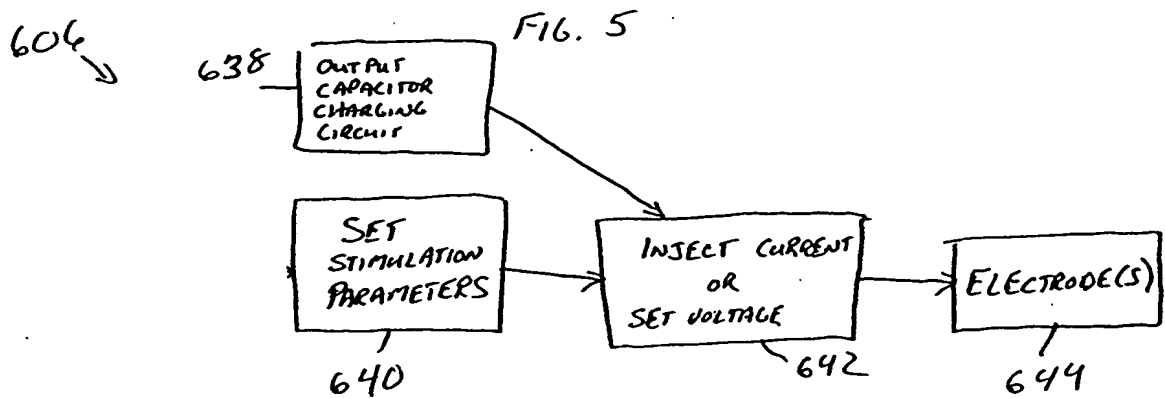 606
FIG. 5
638
OUTPUT
CAPACITOR
CHARGING
CIRCUIT
SET
STIMULATION
PARAMETERS
640
INJECT CURRENT
OR
SET VOLTAGE
642
ELECTRODE(S)
644